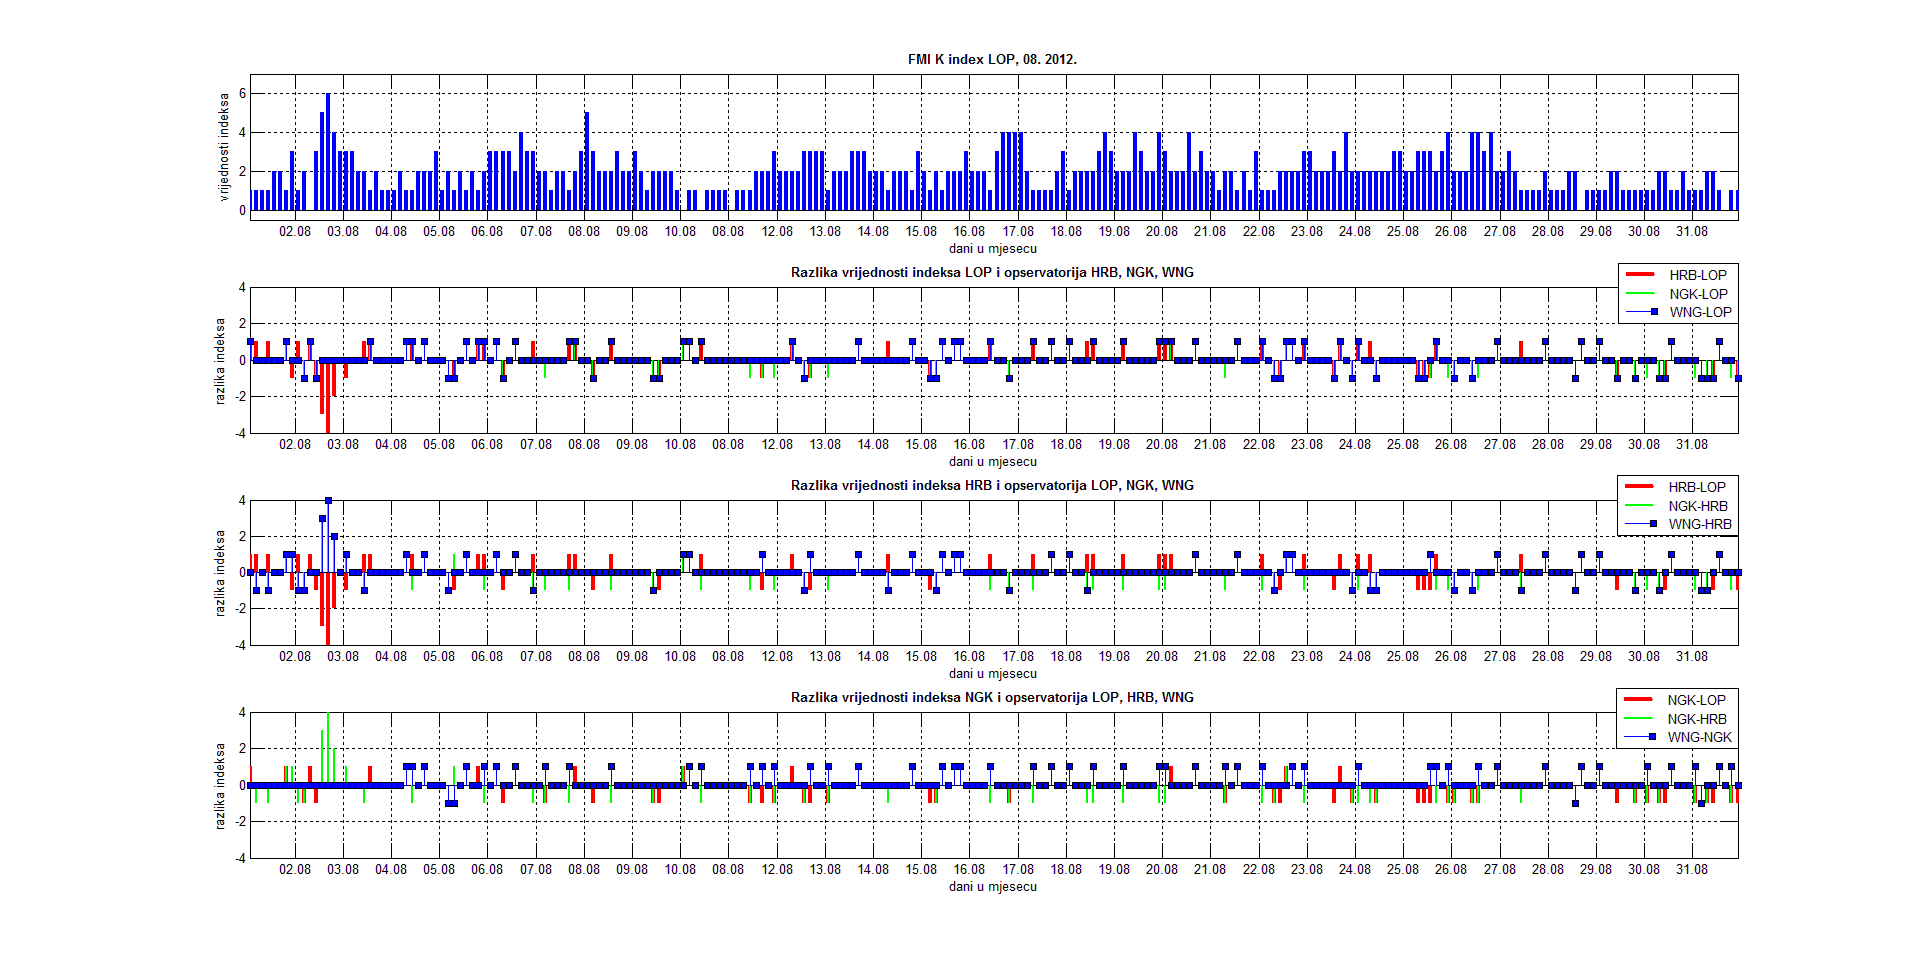 FMI K index LOP, 08. 2012.
vrijednosti indeksa
6
4
2
0
02.08 03.08 04.08 05.08 06.08 07.08 08.08 09.08 10.08 08.08 12.08 13.08 14.08 15.08 16.08 17.08 18.08 19.08 20.08 21.08 22.08 23.08 24.08 25.08 26.08 27.08 28.08 29.08 30.08 31.08
dani u mjesecu
Razlika vrijednosti indeksa LOP i opservatorija HRB, NGK, WNG
HRB-LOP
NGK-LOP
WNG-LOP
razlika indeksa
4
2
0
-2
-4
02.08 03.08 04.08 05.08 06.08 07.08 08.08 09.08 10.08 08.08 12.08 13.08 14.08 15.08 16.08 17.08 18.08 19.08 20.08 21.08 22.08 23.08 24.08 25.08 26.08 27.08 28.08 29.08 30.08 31.08
dani u mjesecu
Razlika vrijednosti indeksa HRB i opservatorija LOP, NGK, WNG
HRB-LOP
NGK-HRB
WNG-HRB
razlika indeksa
4
2
0
-2
-4
02.08 03.08 04.08 05.08 06.08 07.08 08.08 09.08 10.08 08.08 12.08 13.08 14.08 15.08 16.08 17.08 18.08 19.08 20.08 21.08 22.08 23.08 24.08 25.08 26.08 27.08 28.08 29.08 30.08 31.08
dani u mjesecu
Razlika vrijednosti indeksa NGK i opservatorija LOP, HRB, WNG
NGK-LOP
NGK-HRB
WNG-NGK
razlika indeksa
4
2
0
-2
-4
02.08 03.08 04.08 05.08 06.08 07.08 08.08 09.08 10.08 08.08 12.08 13.08 14.08 15.08 16.08 17.08 18.08 19.08 20.08 21.08 22.08 23.08 24.08 25.08 26.08 27.08 28.08 29.08 30.08 31.08
dani u mjesecu